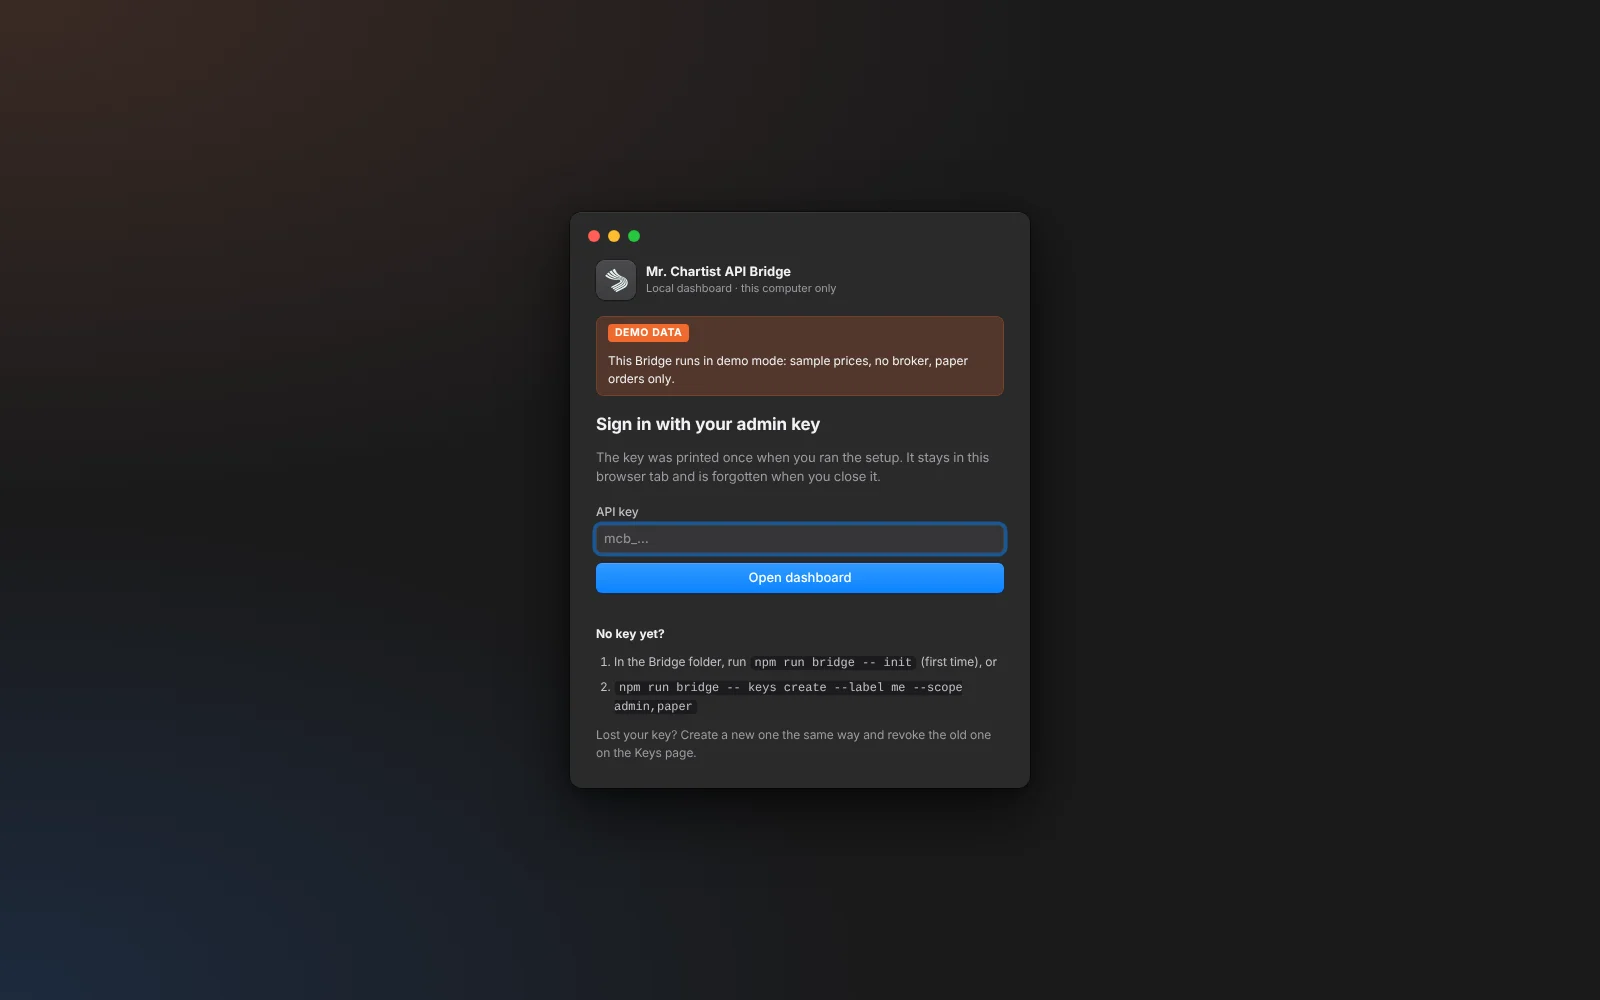 Mr. Chartist API Bridge
Local dashboard · this computer only
DEMO DATA
This Bridge runs in demo mode: sample prices, no broker, paper
orders only.
Sign in with your admin key
The key was printed once when you ran the setup. It stays in this
browser tab and is forgotten when you close it.
API key
mcb_...
Open dashboard
No key yet?
1. In the Bridge folder, run npm run bridge -- init (first time), or
2. npm run bridge -- keys create --label me --scope
admin,paper
Lost your key? Create a new one the same way and revoke the old one
on the Keys page.